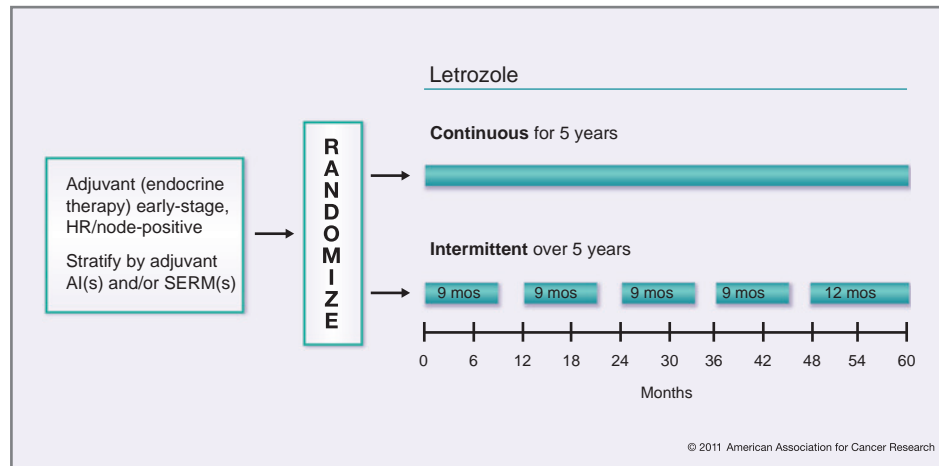 Letrozole
Continuous for 5 years
Adjuvant (endocrine
therapy) early-stage,
HR/node-positive
Stratify by adjuvant
AI(s) and/or SERM(s)
RANDOMIZE
Intermittent over 5 years
9 mos 9 mos 9 mos 9 mos 12 mos
0 6 12 18 24 30 36 42 48 54 60
Months
© 2011 American Association for Cancer Research